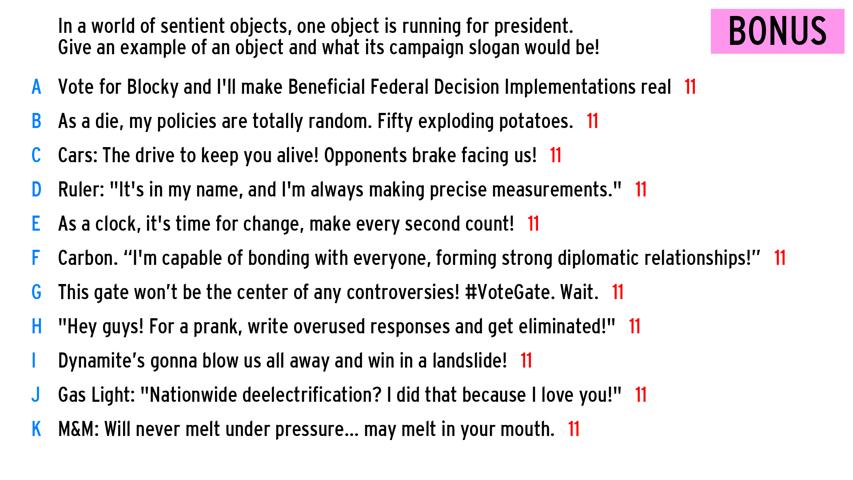 In a world of sentient objects, one object is running for president.
Give an example of an object and what its campaign slogan would be!
BONUS
A Vote for Blocky and I'll make Beneficial Federal Decision Implementations real 11
B As a die, my policies are totally random. Fifty exploding potatoes. 11
C Cars: The drive to keep you alive! Opponents brake facing us! 11
D Ruler: "It's in my name, and I'm always making precise measurements." 11
E As a clock, it's time for change, make every second count! 11
F Carbon. “I'm capable of bonding with everyone, forming strong diplomatic relationships!” 11
G This gate won’t be the center of any controversies! #VoteGate. Wait. 11
H "Hey guys! For a prank, write overused responses and get eliminated!" 11
I Dynamite’s gonna blow us all away and win in a landslide! 11
J Gas Light: "Nationwide deelectrification? I did that because I love you!" 11
K M&M: Will never melt under pressure... may melt in your mouth. 11